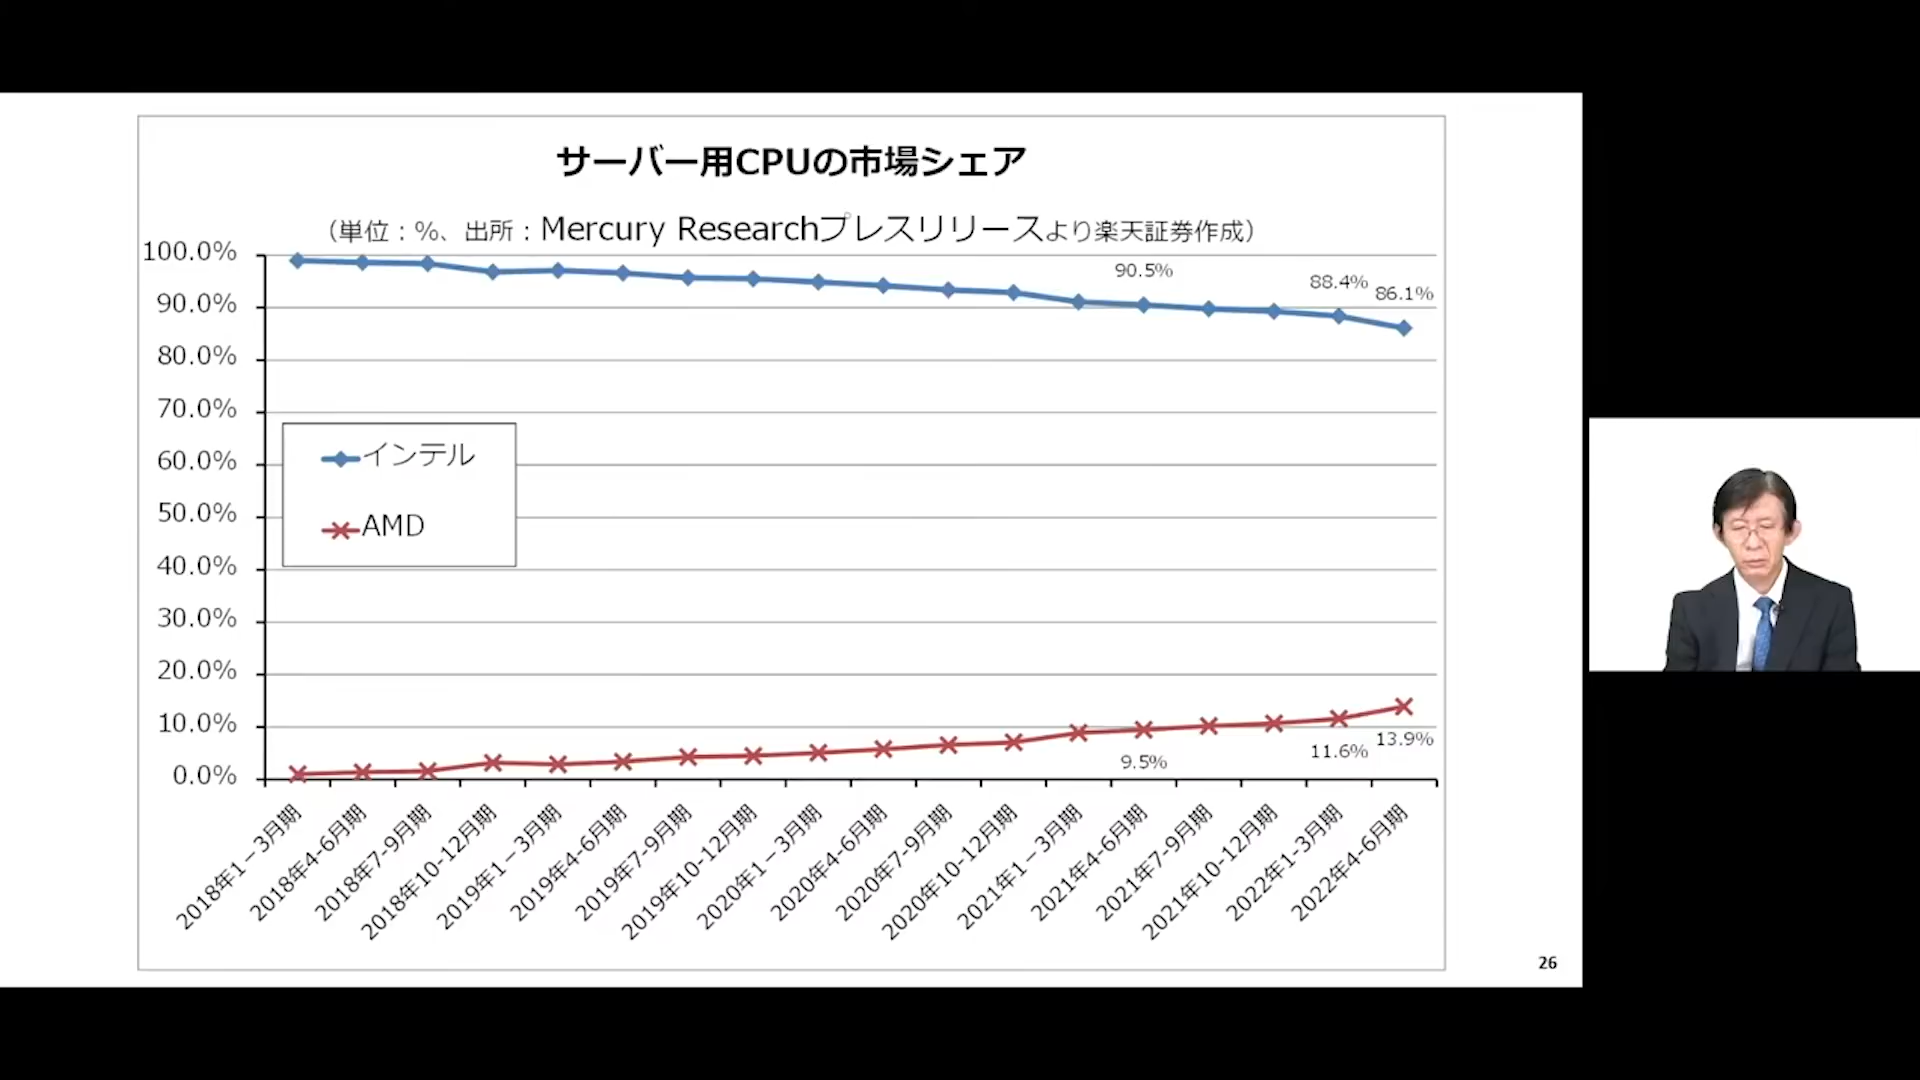 サーバー用CPUの市場シェア
（単位：%、出所：Mercury Researchプレスリリースより楽天証券作成）
100.0%
90.0%
80.0%
70.0%
60.0%
50.0%
40.0%
30.0%
20.0%
10.0%
0.0%
90.5%
88.4%
86.1%
インテル
AMD
9.5%
11.6%
13.9%
2018年1－3月期
2018年4-6月期
2018年7-9月期
2018年10-12月期
2019年1－3月期
2019年4-6月期
2019年7-9月期
2019年10-12月期
2020年1－3月期
2020年4-6月期
2020年7-9月期
2020年10-12月期
2021年1－3月期
2021年4-6月期
2021年7-9月期
2021年10-12月期
2022年1-3月期
2022年4-6月期
26